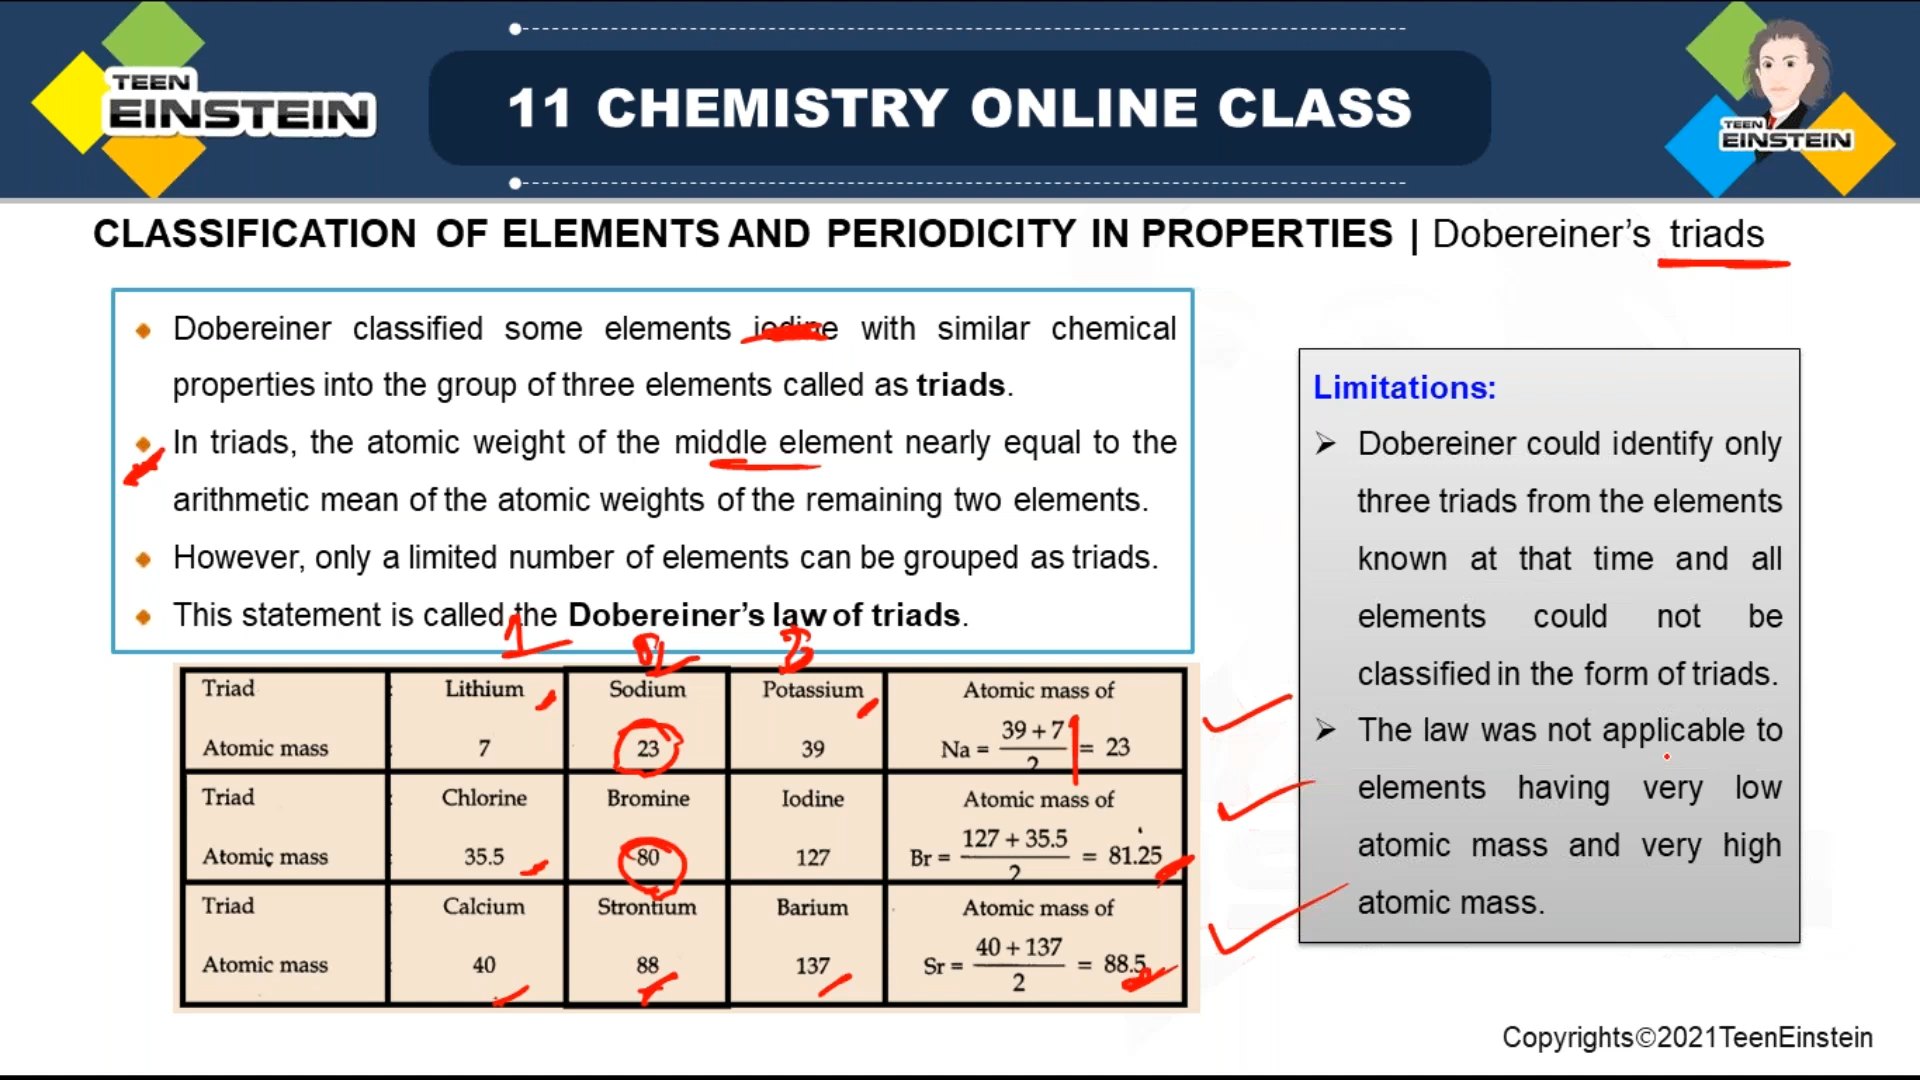 TEEN
EINSTEIN
11 CHEMISTRY ONLINE CLASS
TEEN
EINSTEIN
CLASSIFICATION OF ELEMENTS AND PERIODICITY IN PROPERTIES | Dobereiner’s triads
Dobereiner classified some elements iodine with similar chemical
properties into the group of three elements called as triads.
In triads, the atomic weight of the middle element nearly equal to the
arithmetic mean of the atomic weights of the remaining two elements.
However, only a limited number of elements can be grouped as triads.
This statement is called the Dobereiner’s law of triads.
1 2 3
Triad : Lithium Sodium Potassium Atomic mass of
Atomic mass : 7 23 39 Na = 39 + 7 / 2 = 23
Triad : Chlorine Bromine Iodine Atomic mass of
Atomic mass : 35.5 80 127 Br = 127 + 35.5 / 2 = 81.25
Triad : Calcium Strontium Barium Atomic mass of
Atomic mass : 40 88 137 Sr = 40 + 137 / 2 = 88.5
Limitations:
Dobereiner could identify only
three triads from the elements
known at that time and all
elements could not be
classified in the form of triads.
The law was not applicable to
elements having very low
atomic mass and very high
atomic mass.
Copyrights©2021TeenEinstein